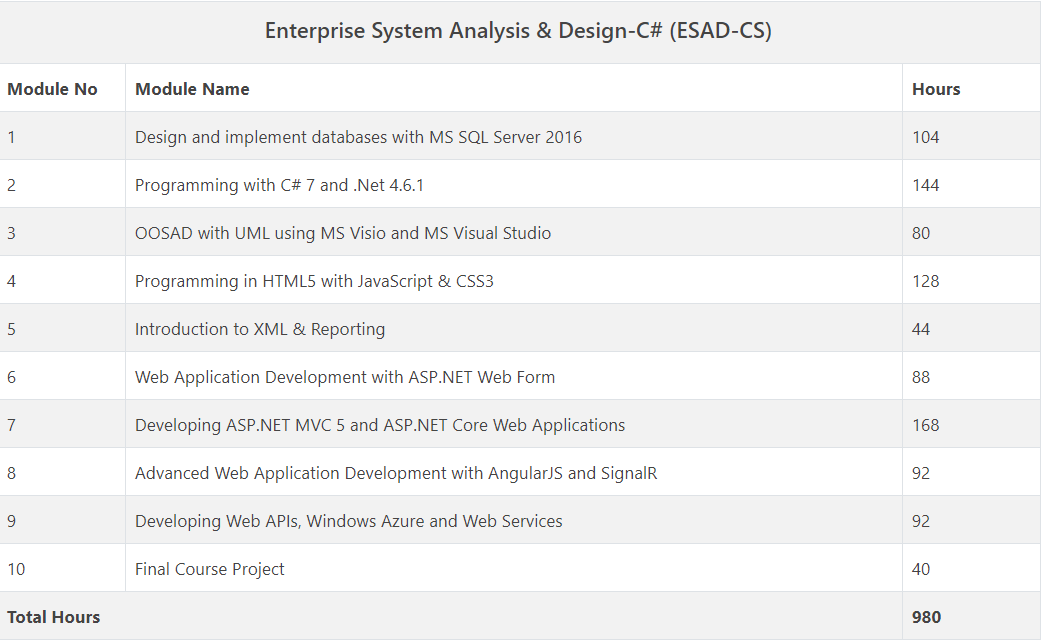 Enterprise System Analysis & Design-C# (ESAD-CS)
Module No Module Name Hours
1 Design and implement databases with MS SQL Server 2016 104
2 Programming with C# 7 and .Net 4.6.1 144
3 OOSAD with UML using MS Visio and MS Visual Studio 80
4 Programming in HTML5 with JavaScript & CSS3 128
5 Introduction to XML & Reporting 44
6 Web Application Development with ASP.NET Web Form 88
7 Developing ASP.NET MVC 5 and ASP.NET Core Web Applications 168
8 Advanced Web Application Development with AngularJS and SignalR 92
9 Developing Web APIs, Windows Azure and Web Services 92
10 Final Course Project 40
Total Hours 980